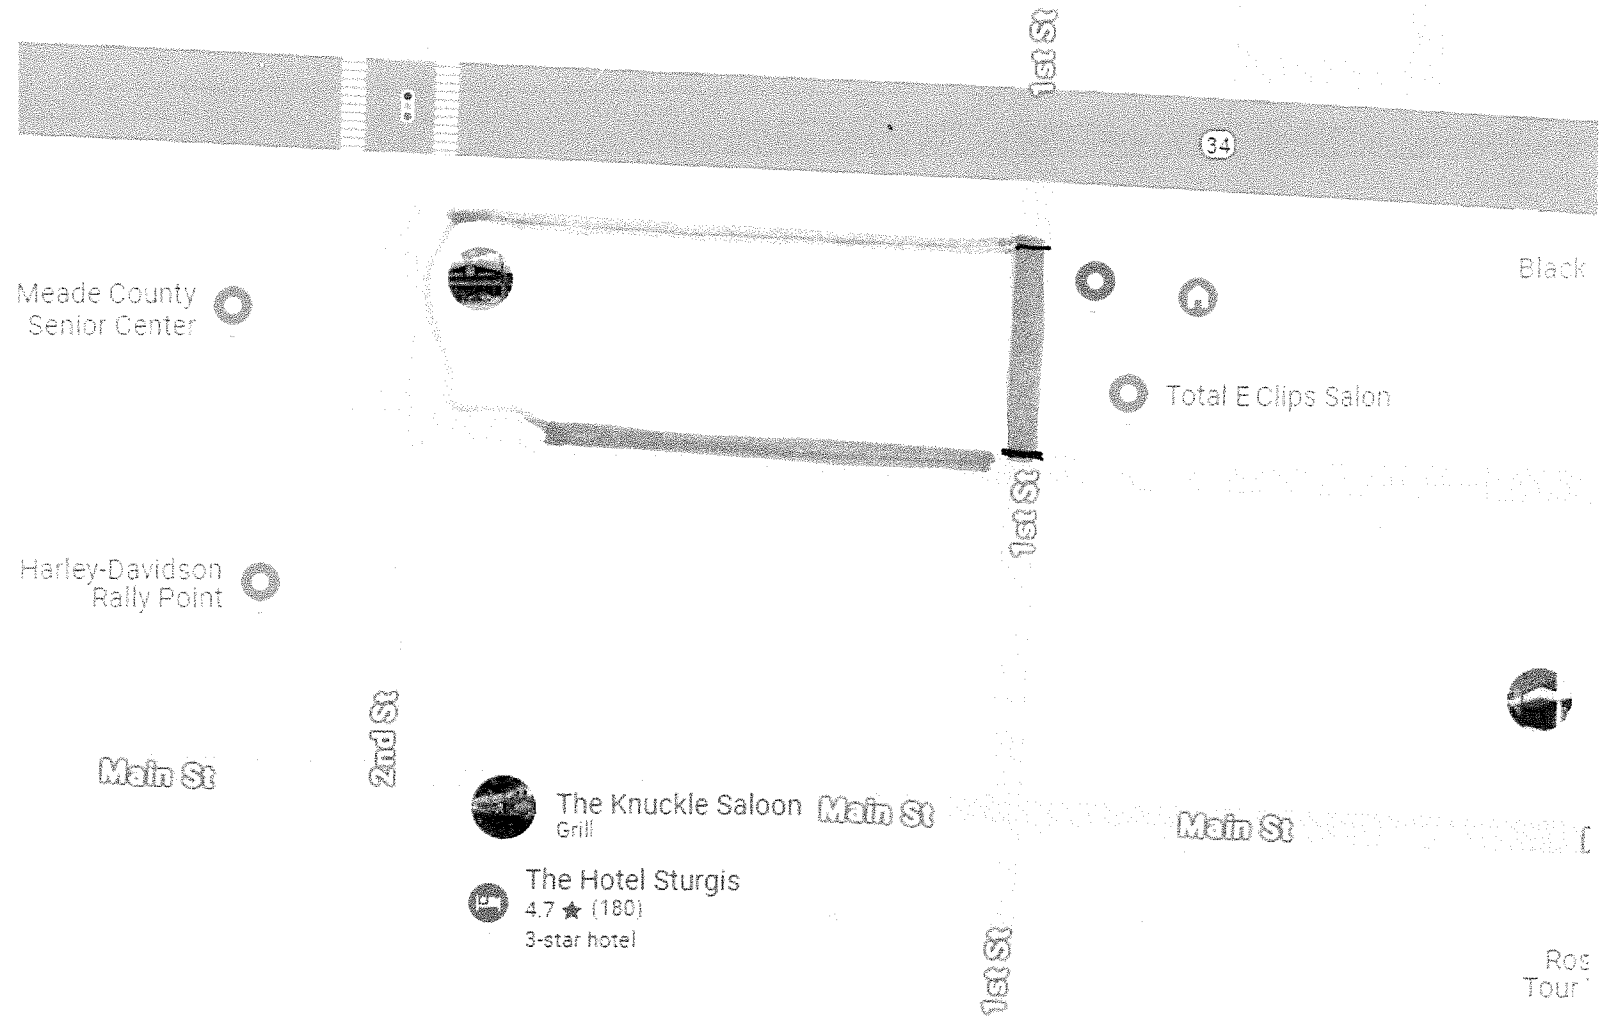 1st St
34
Black
Meade County
Senior Center
Total E Clips Salon
1st St
Harley-Davidson
Rally Point
2nd St
Main St
The Knuckle Saloon
Grill
Main St
Main St
The Hotel Sturgis
4.7 ★ (180)
3-star hotel
1st St
Ros
Tour